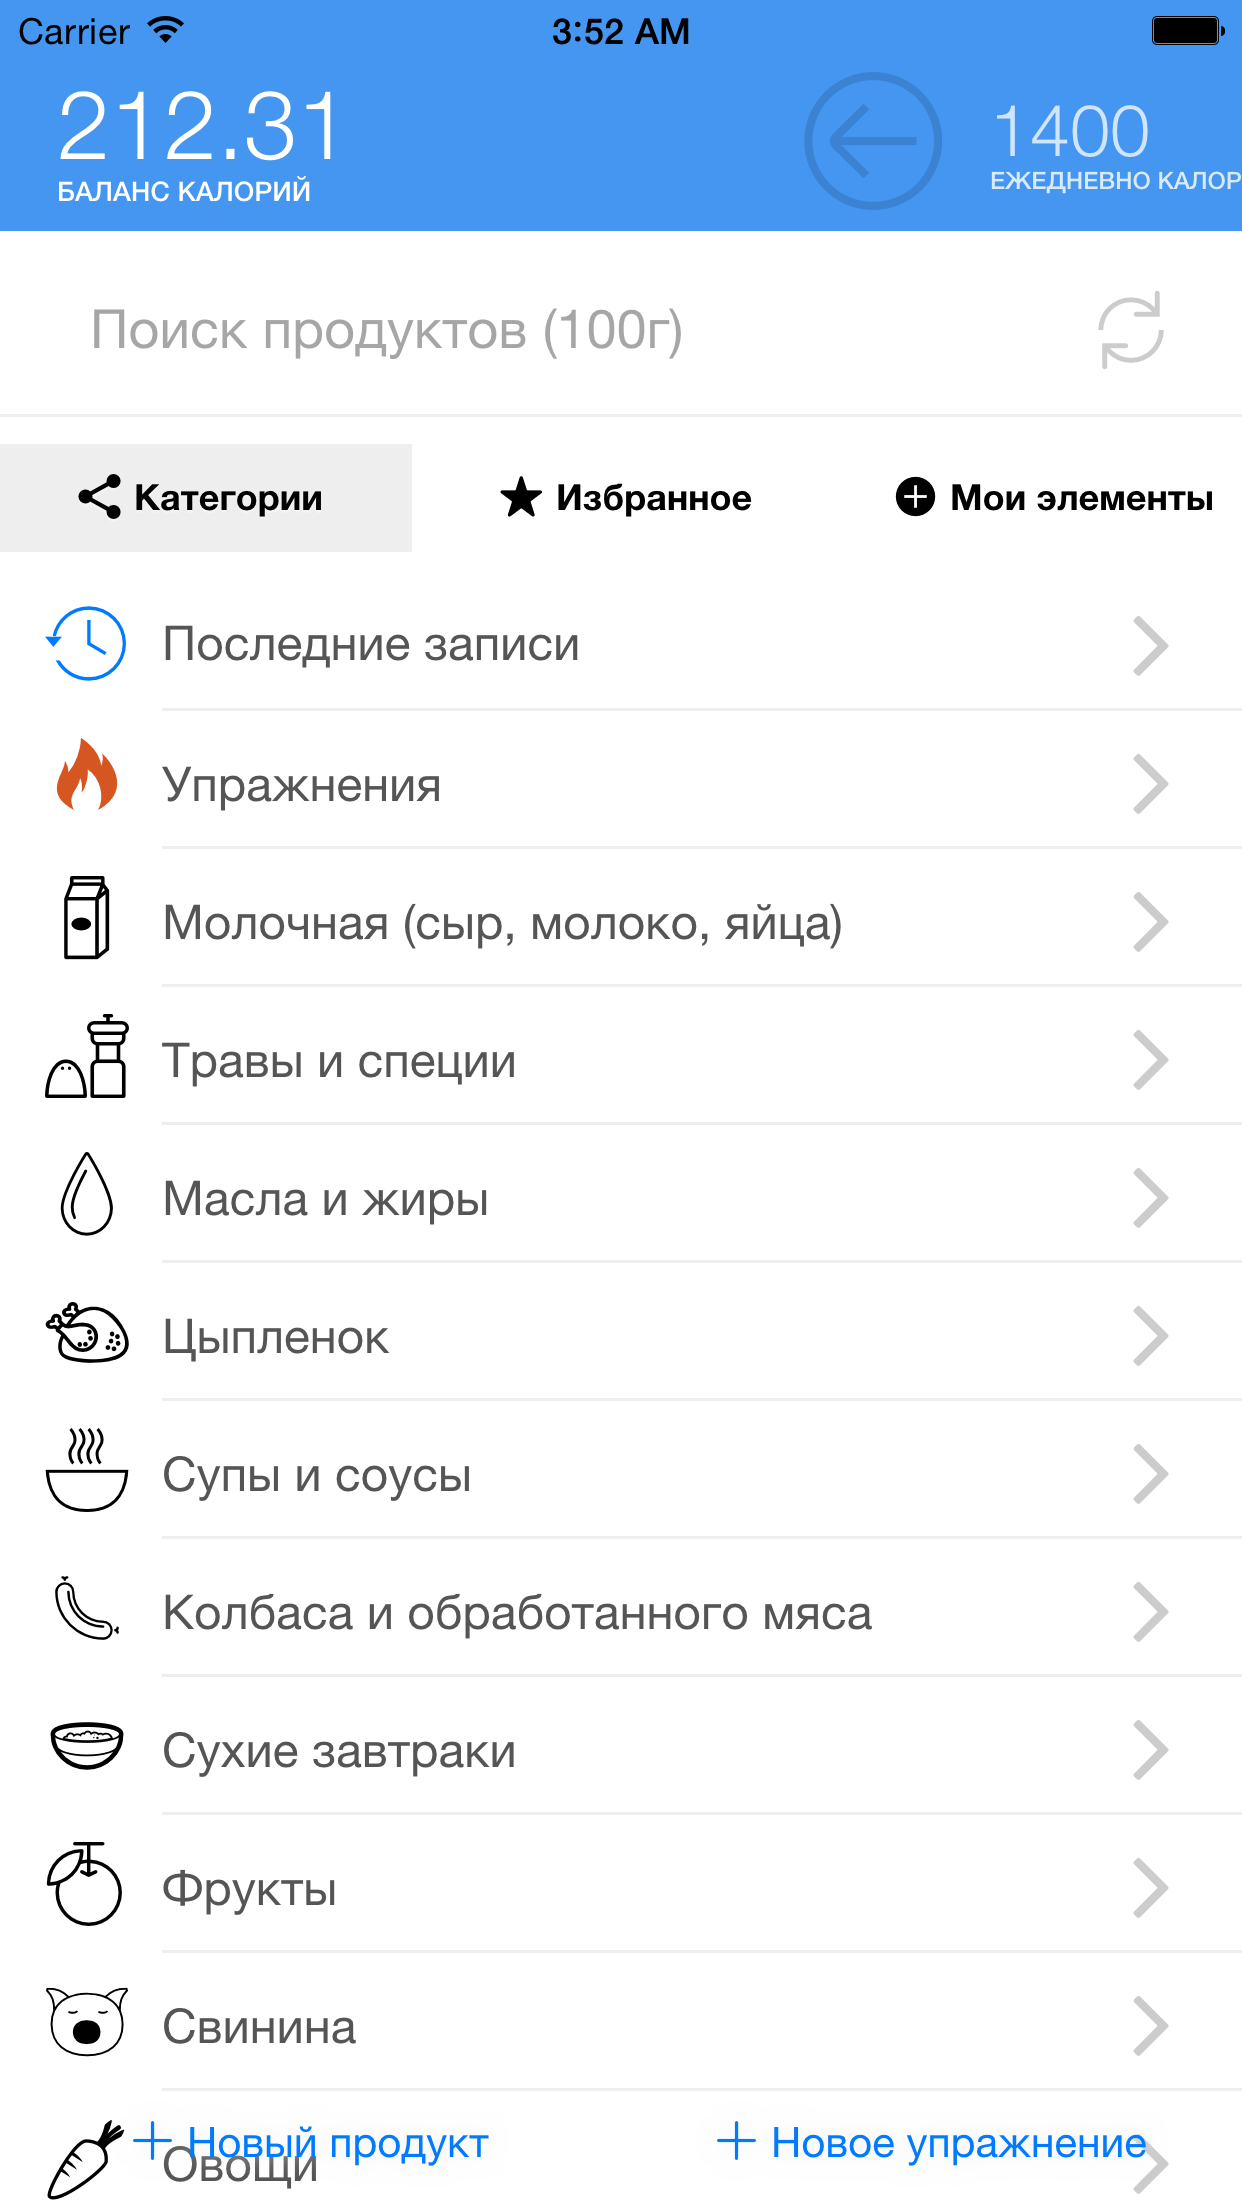 Carrier 3:52 AM
212.31 1400
БАЛАНС КАЛОРИЙ ЕЖЕДНЕВНО КАЛОР
Поиск продуктов (100г)
Категории Избранное Мои элементы
Последние записи
Упражнения
Молочная (сыр, молоко, яйца)
Травы и специи
Масла и жиры
Цыпленок
Супы и соусы
Колбаса и обработанного мяса
Сухие завтраки
Фрукты
Свинина
Новый продукт Новое упражнение
Овощи